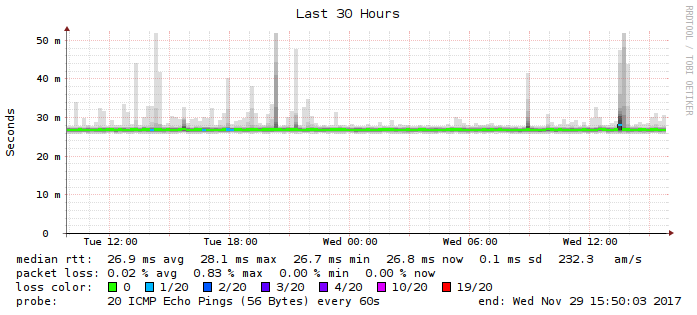 Last 30 Hours
RRDTOOL / TOBI OETIKER
Seconds
50 m
40 m
30 m
20 m
10 m
0
Tue 12:00 Tue 18:00 Wed 00:00 Wed 06:00 Wed 12:00
median rtt: 26.9 ms avg 28.1 ms max 26.7 ms min 26.8 ms now 0.1 ms sd 232.3 am/s
packet loss: 0.02 % avg 0.83 % max 0.00 % min 0.00 % now
loss color: 0 1/20 2/20 3/20 4/20 10/20 19/20
probe: 20 ICMP Echo Pings (56 Bytes) every 60s end: Wed Nov 29 15:50:03 2017